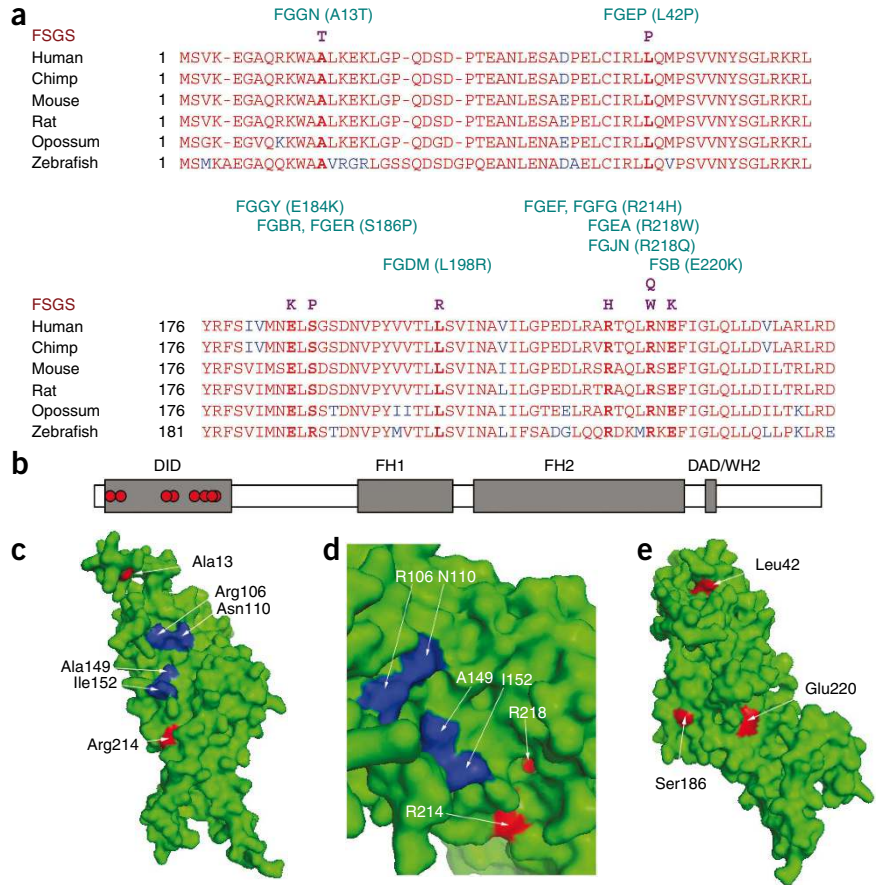 a
FGGN (A13T) FGEP (L42P)
FSGS T P
Human 1 MSVK-EGAQRKWAALKEKLGP-QDSD-PTEANLESADPELCIRLLQMPSVVNYSGLRKRL
Chimp 1 MSVK-EGAQRKWAALKEKLGP-QDSD-PTEANLESADPELCIRLLQMPSVVNYSGLRKRL
Mouse 1 MSVK-EGAQRKWAALKEKLGP-QDSD-PTEANLESAEPELCIRLLQMPSVVNYSGLRKRL
Rat 1 MSVK-EGAQRKWAALKEKLGP-QDSD-PTEANLESAEPELCIRLLQMPSVVNYSGLRKRL
Opossum 1 MSGK-EGVQKKWAALKEKLGP-QDGD-PTEANLESAEPELCIRLLQMPSVVNYSGLRKRL
Zebrafish 1 MSMKAEGAQQKWAAVRGRLGSSQDSDGPQEANLENADAELCIRLLQVPSVVNYSGLRKRL
FGGY (E184K) FGEF, FGFG (R214H)
FGBR, FGER (S186P) FGEA (R218W)
FGJN (R218Q)
FGDM (L198R) FSB (E220K)
Q
FSGS K P R H W K
Human 176 YRFSIVMNELSGSDNVPYVVTLLSVINAVILGPEDLRARTQLRNEFIGLQLLDVLARLRD
Chimp 176 YRFSIVMNELSGSDNVPYVVTLLSVINAVILGPEDLRVRTQLRNEFIGLQLLDVLARLRD
Mouse 176 YRFSVIMSELSSSDNVPYVVTLLSVINAIILGPEDLRSRAQLRSEFIGLQLLDILTRLRD
Rat 176 YRFSVIMNELSSSDNVPYVVTLLSVINALILGPEDLRTRAQLRSEFIGLQLLDILTRLRD
Opossum 176 YRFSVIMNELSSTDNVPYIITLLSVINAIILGTEELRARTQLRNEFIGLQLLDILTKLRD
Zebrafish 181 YRFSVIMNELRSTDNVPYMVTLLSVINALIFSADGLQQRDKMRKEFIGLQLLQLLPKLRE
b
DID FH1 FH2 DAD/WH2
c
Ala13
Arg106
Asn110
Ala149
Ile152
Arg214
d
R106 N110
A149 I152
R218
R214
e
Leu42
Glu220
Ser186